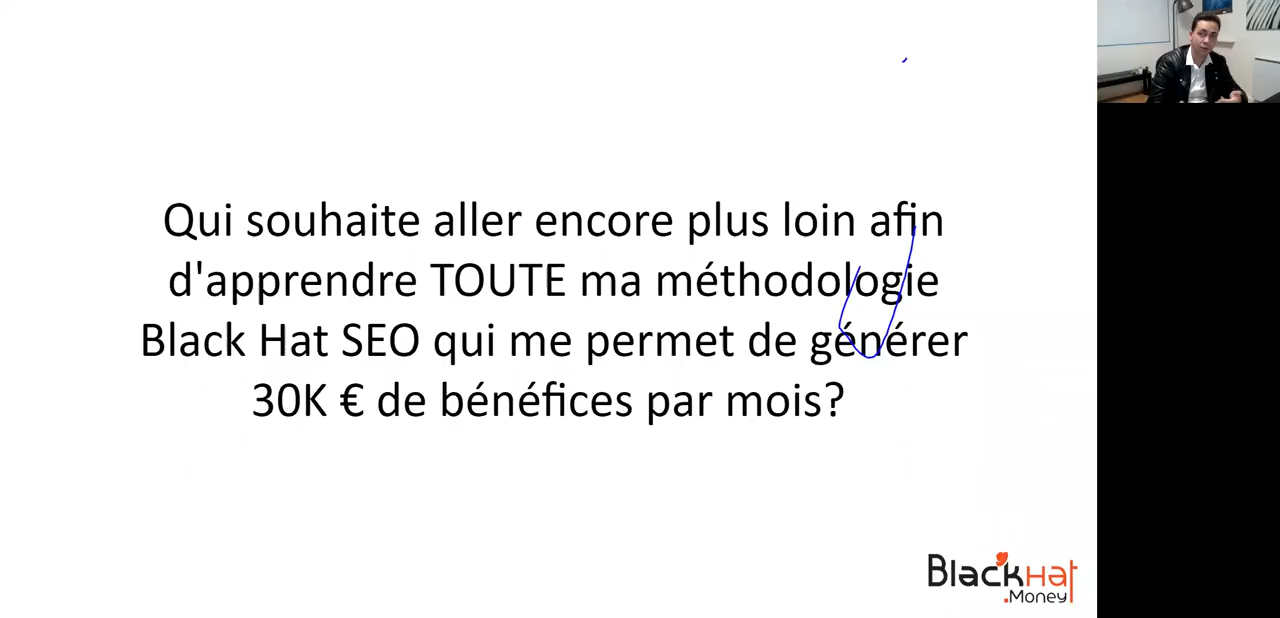 Qui souhaite aller encore plus loin afin
d'apprendre TOUTE ma méthodologie
Black Hat SEO qui me permet de générer
30K € de bénéfices par mois?
BlackHat
.Money